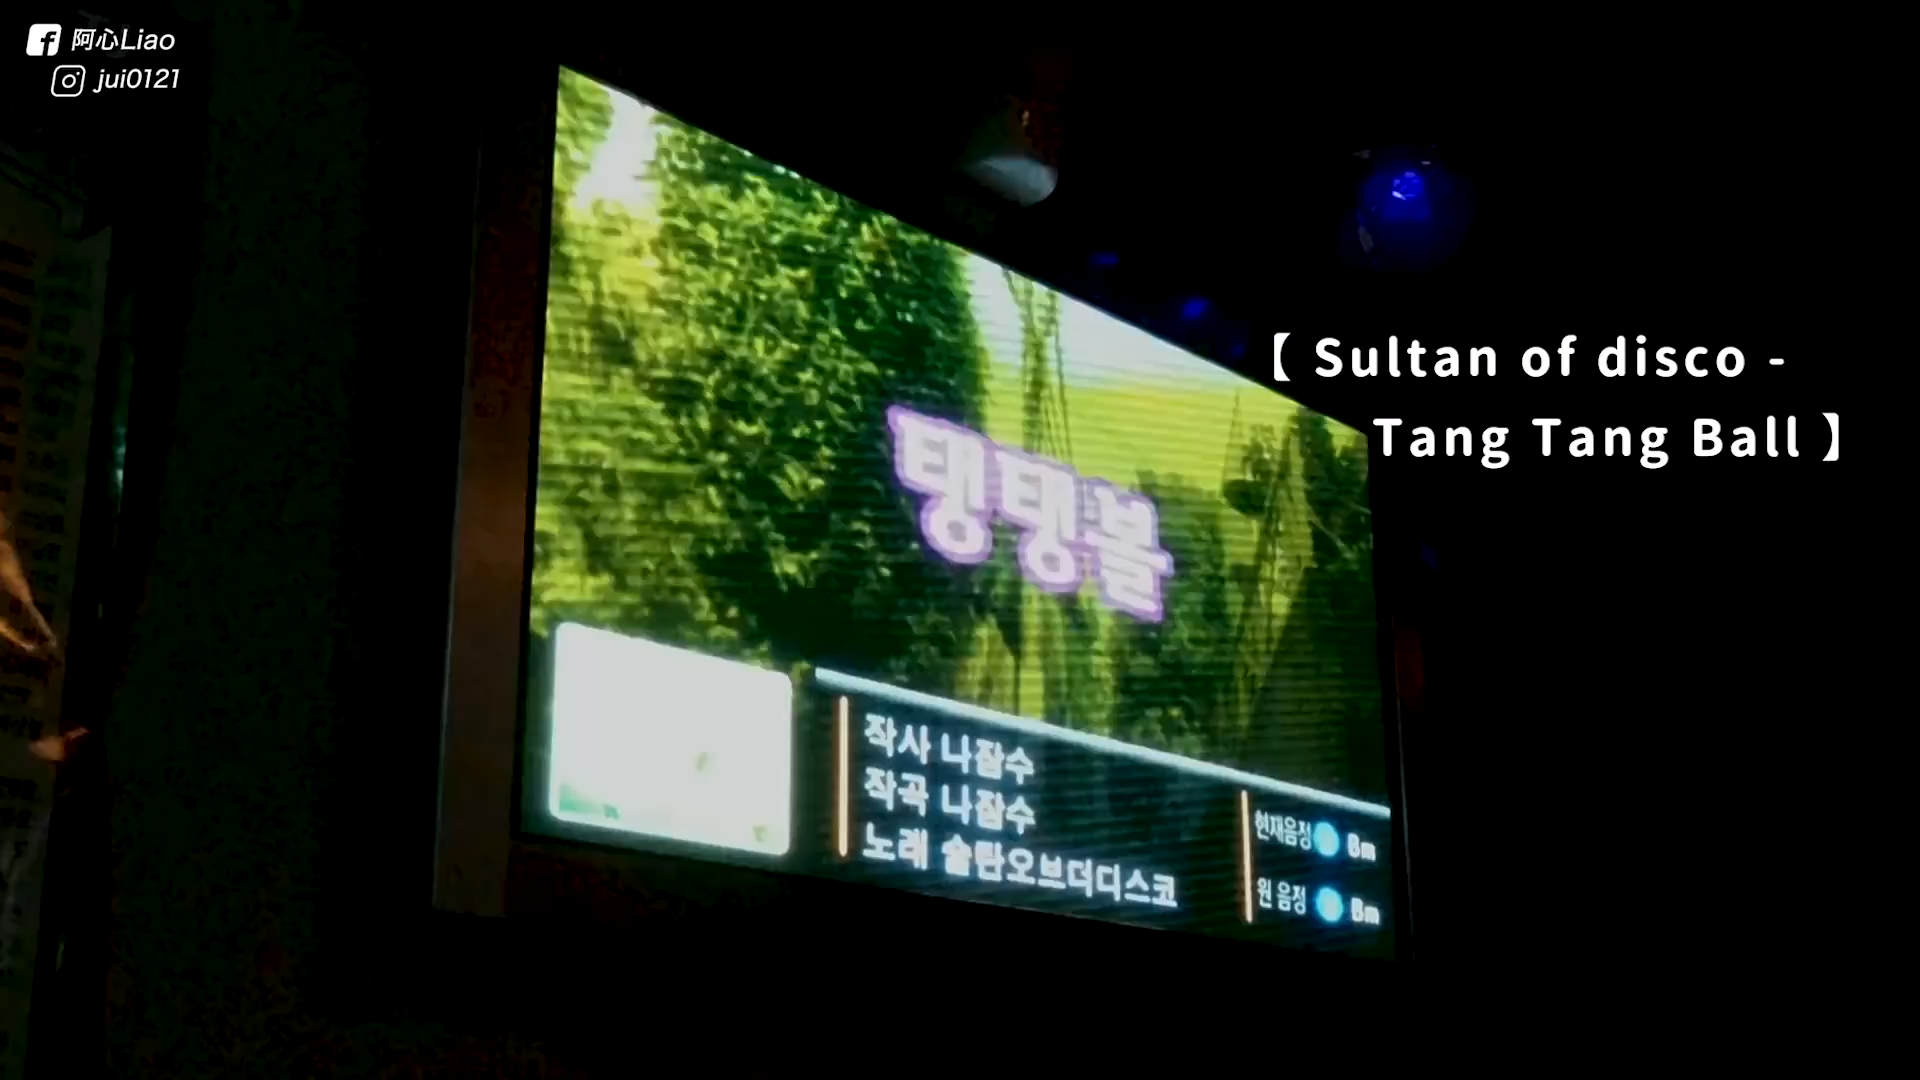 阿心Liao
jui0121
【 Sultan of disco -
Tang Tang Ball 】
탱탱볼
작사 나잠수
작곡 나잠수
노래 술탄오브더디스코
현재음정 Bm
원 음정 Bm